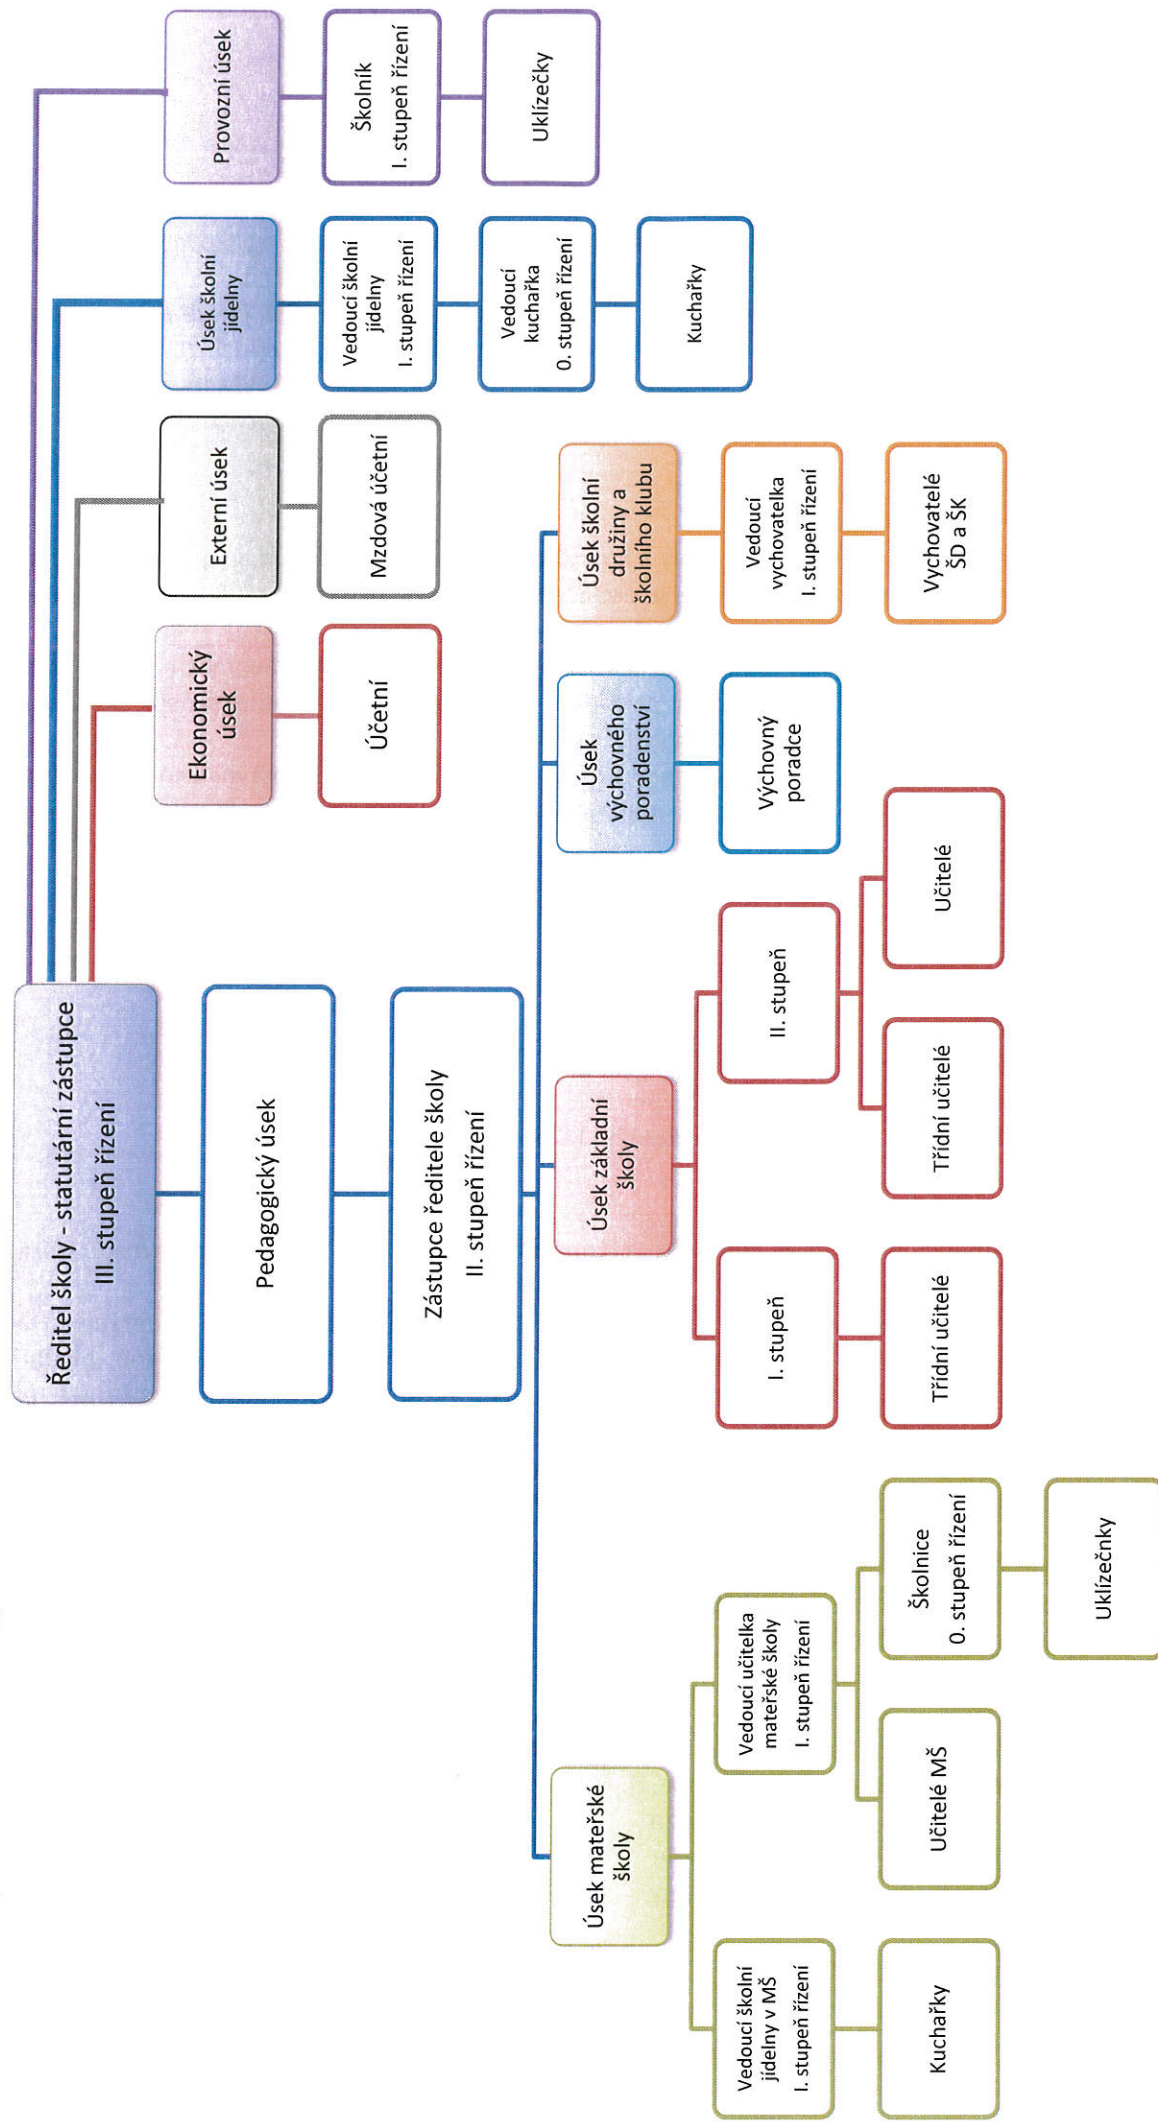 Ředitel školy - statutární zástupce
III. stupeň řízení
Pedagogický úsek
Zástupce ředitele školy
II. stupeň řízení
Ekonomický
úsek
Účetní
Externí úsek
Mzdová účetní
Úsek školní
jídelny
Vedoucí školní
jídelny
I. stupeň řízení
Vedoucí
kuchařka
0. stupeň řízení
Kuchařky
Provozní úsek
Školník
I. stupeň řízení
Uklízečky
Úsek mateřské
školy
Vedoucí školní
jídelny v MŠ
I. stupeň řízení
Kuchařky
Vedoucí učitelka
mateřské školy
I. stupeň řízení
Učitelé MŠ
Školnice
0. stupeň řízení
Uklízečnky
Úsek základní
školy
I. stupeň
Třídní učitelé
II. stupeň
Třídní učitelé
Učitelé
Úsek
výchovného
poradenství
Výchovný
poradce
Úsek školní
družiny a
školního klubu
Vedoucí
vychovatelka
I. stupeň řízení
Vychovatelé
ŠD a ŠK